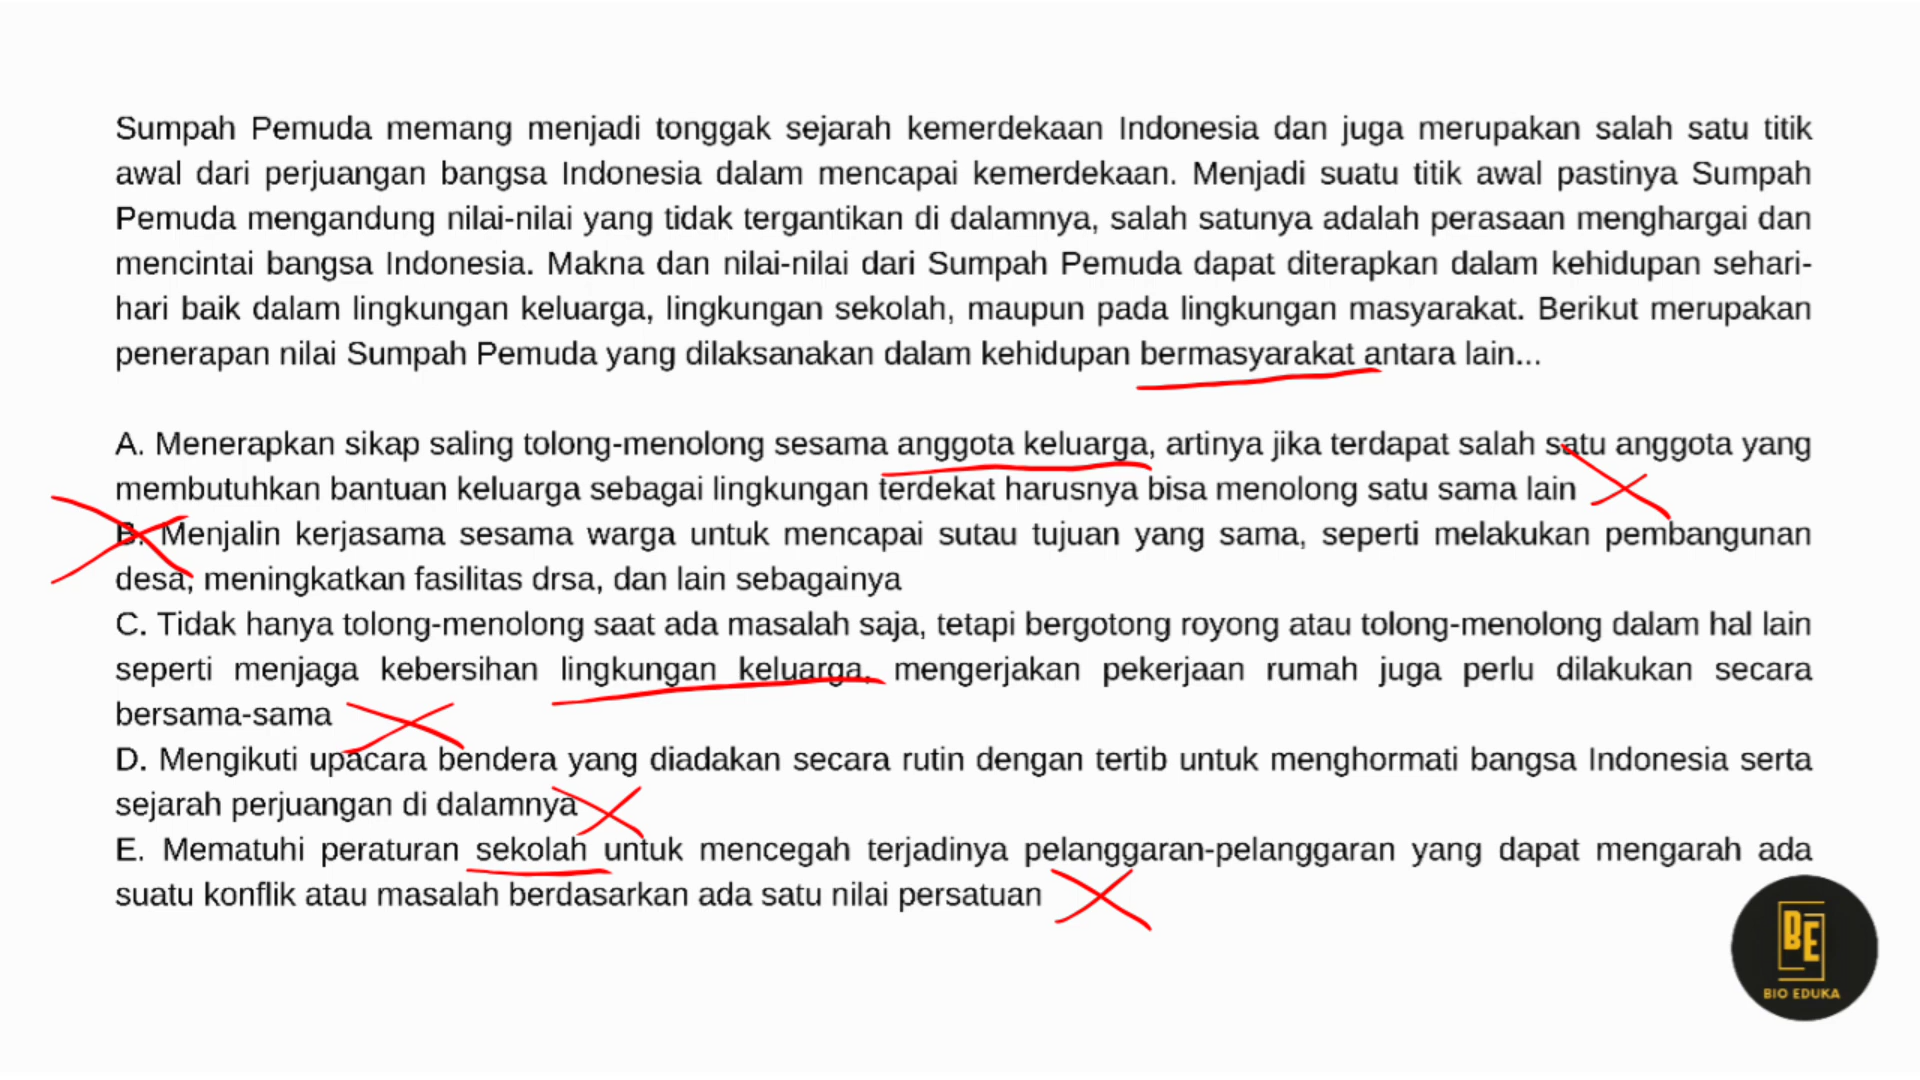 Sumpah Pemuda memang menjadi tonggak sejarah kemerdekaan Indonesia dan juga merupakan salah satu titik
awal dari perjuangan bangsa Indonesia dalam mencapai kemerdekaan. Menjadi suatu titik awal pastinya Sumpah
Pemuda mengandung nilai-nilai yang tidak tergantikan di dalamnya, salah satunya adalah perasaan menghargai dan
mencintai bangsa Indonesia. Makna dan nilai-nilai dari Sumpah Pemuda dapat diterapkan dalam kehidupan sehari-
hari baik dalam lingkungan keluarga, lingkungan sekolah, maupun pada lingkungan masyarakat. Berikut merupakan
penerapan nilai Sumpah Pemuda yang dilaksanakan dalam kehidupan bermasyarakat antara lain...
A. Menerapkan sikap saling tolong-menolong sesama anggota keluarga, artinya jika terdapat salah satu anggota yang
membutuhkan bantuan keluarga sebagai lingkungan terdekat harusnya bisa menolong satu sama lain
B. Menjalin kerjasama sesama warga untuk mencapai sutau tujuan yang sama, seperti melakukan pembangunan
desa, meningkatkan fasilitas drsa, dan lain sebagainya
C. Tidak hanya tolong-menolong saat ada masalah saja, tetapi bergotong royong atau tolong-menolong dalam hal lain
seperti menjaga kebersihan lingkungan keluarga, mengerjakan pekerjaan rumah juga perlu dilakukan secara
bersama-sama
D. Mengikuti upacara bendera yang diadakan secara rutin dengan tertib untuk menghormati bangsa Indonesia serta
sejarah perjuangan di dalamnya
E. Mematuhi peraturan sekolah untuk mencegah terjadinya pelanggaran-pelanggaran yang dapat mengarah ada
suatu konflik atau masalah berdasarkan ada satu nilai persatuan
BE
BIO EDUKA